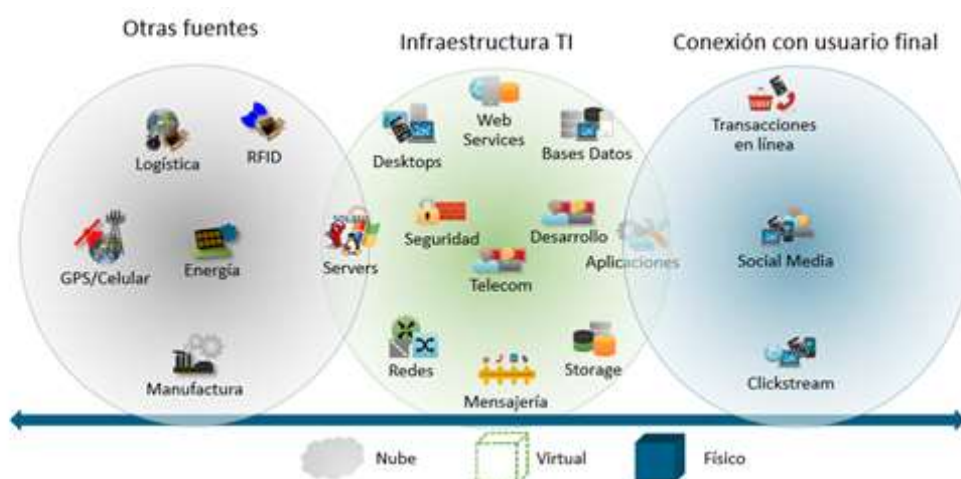 Otras fuentes
Infraestructura TI
Conexión con usuario final
Logística
RFID
GPS/Celular
Energía
Manufactura
Servers
Desktops
Web
Services
Bases Datos
Seguridad
Desarrollo
Telecom
Aplicaciones
Redes
Mensajería
Storage
Transacciones
en línea
Social Media
Clickstream
Nube
Virtual
Físico